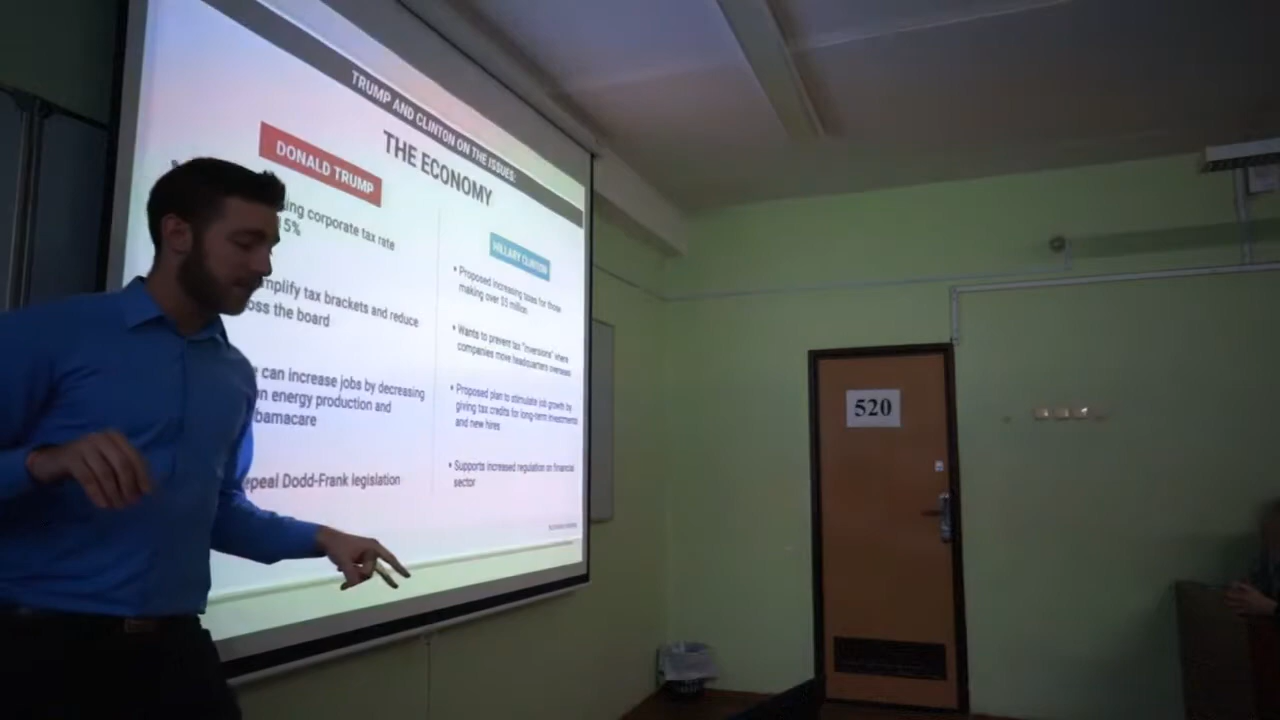 TRUMP AND CLINTON ON THE ISSUES:
THE ECONOMY
DONALD TRUMP
corporate tax rate
5%
tax brackets and reduce
the board
can increase jobs by decreasing
energy production and
Dodd-Frank legislation
HILLARY CLINTON
• Proposed increasing taxes for those
making over $5 million
• Wants to prevent tax "inversions" where
companies move headquarters overseas
• Proposed plan to stimulate job growth by
giving tax credits for long-term investments
and new hires
• Supports increased regulation on financial
sector
520